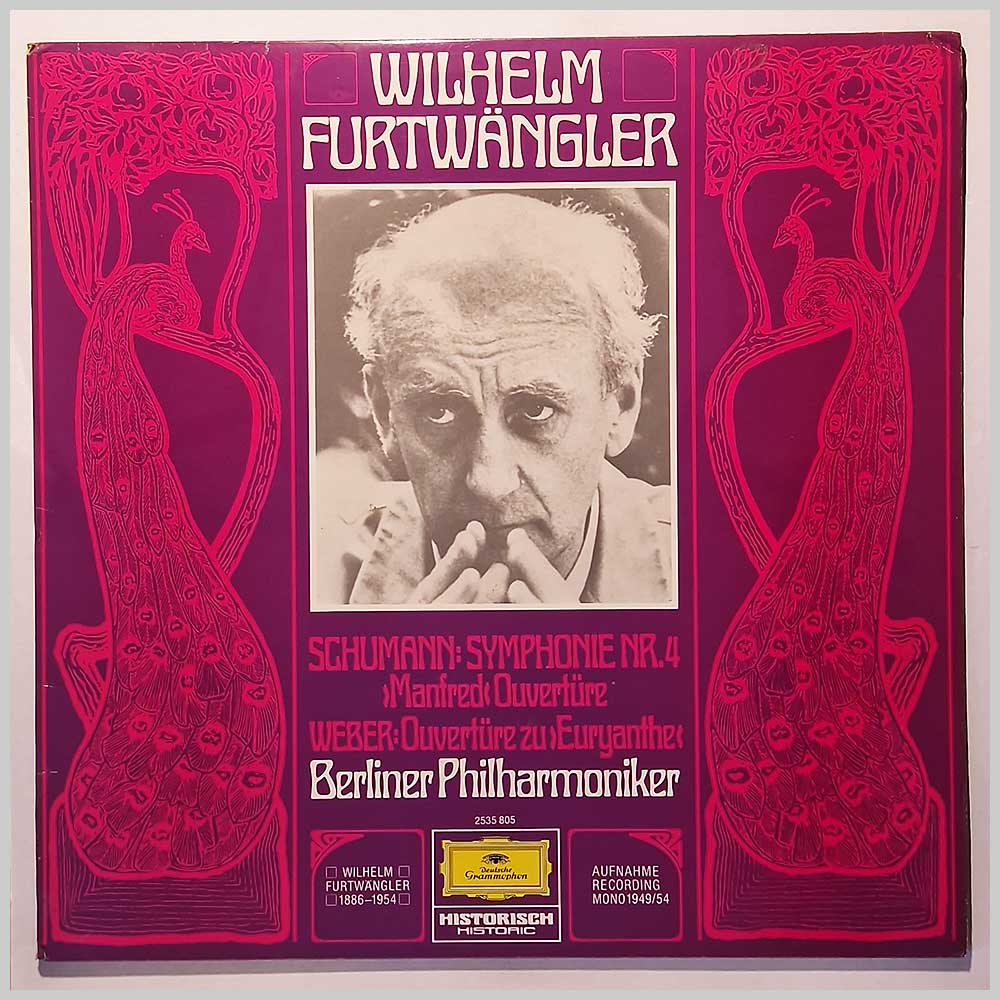 WILHELM
FURTWÄNGLER
SCHUMANN: SYMPHONIE NR. 4
›Manfred‹ Ouvertüre
WEBER: Ouvertüre zu ›Euryanthe‹
Berliner Philharmoniker
2535 805
WILHELM
FURTWÄNGLER
1886–1954
Deutsche
Grammophon
HISTORISCH
HISTORIC
AUFNAHME
RECORDING
MONO 1949/54